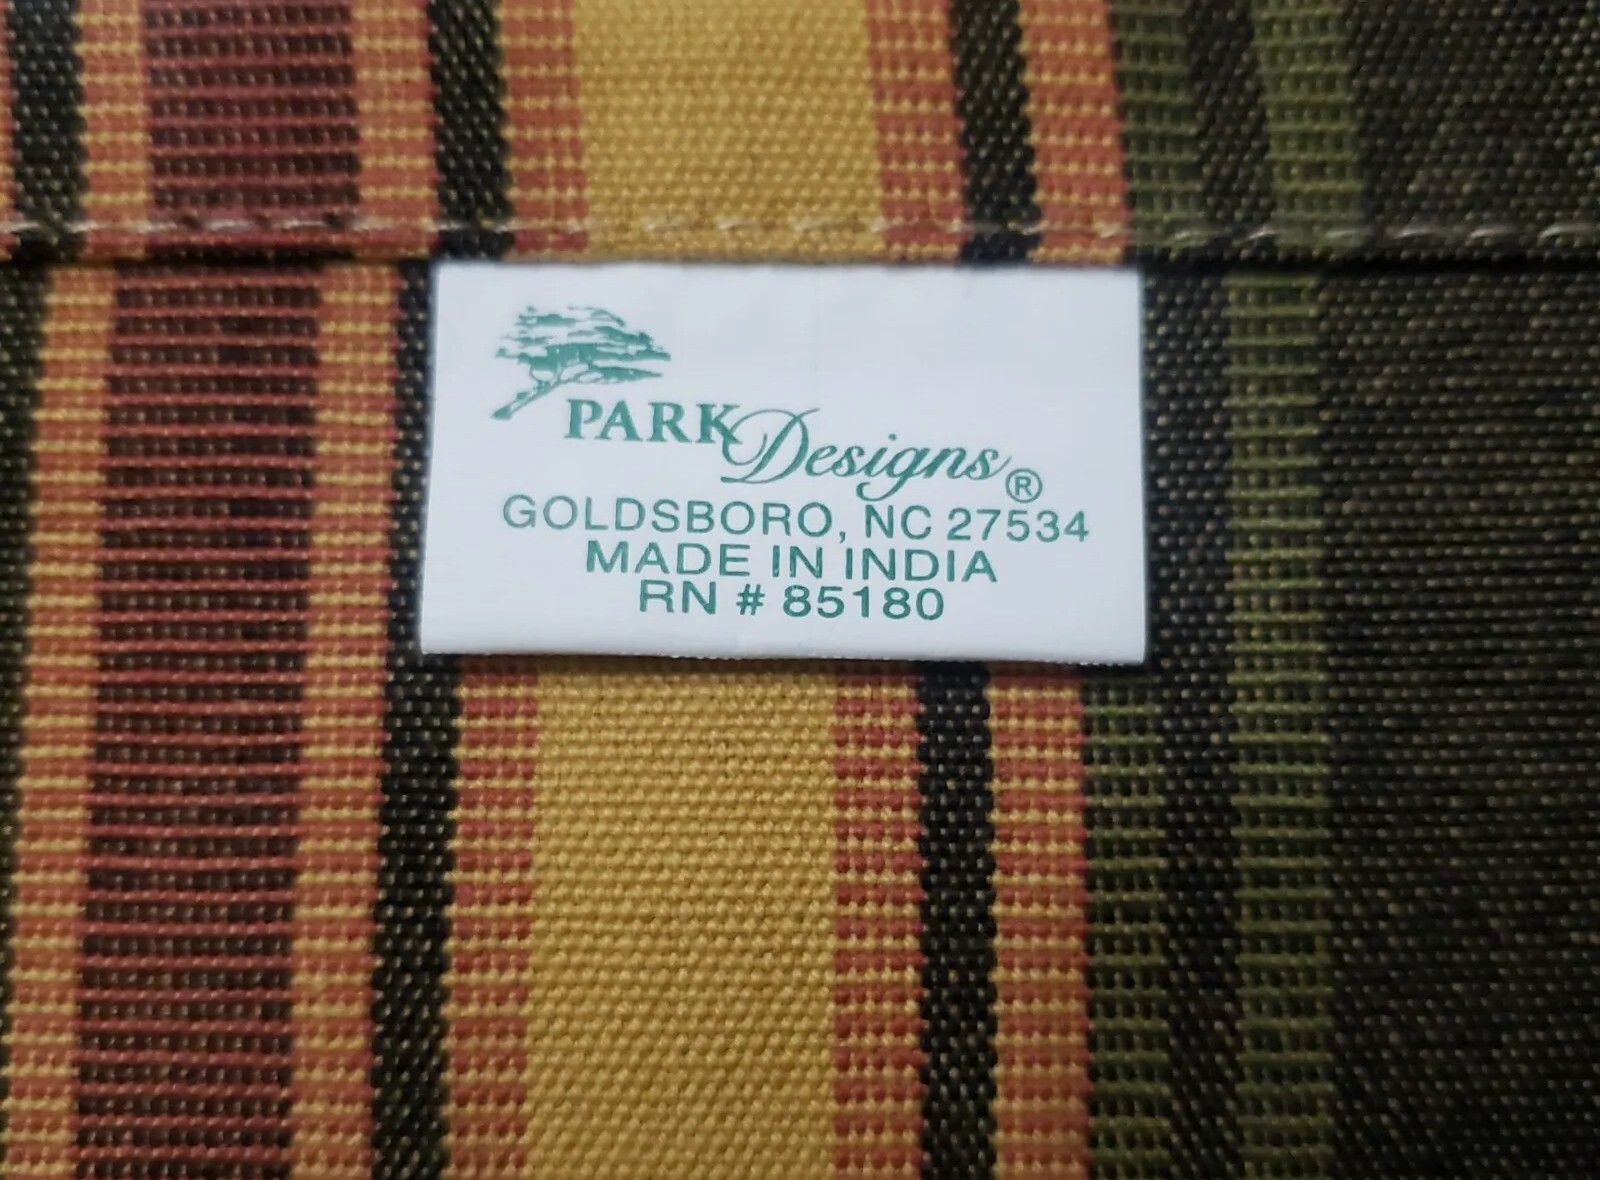 PARK Designs®
GOLDSBORO, NC 27534
MADE IN INDIA
RN # 85180